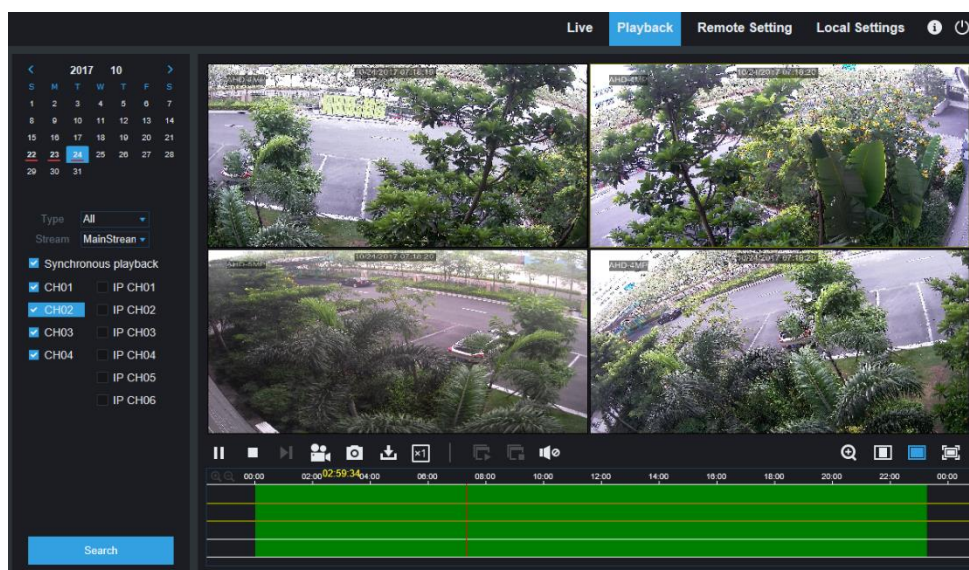 Live Playback Remote Setting Local Settings
2017 10
S M T W T F S
1 2 3 4 5 6 7
8 9 10 11 12 13 14
15 16 17 18 19 20 21
22 23 24 25 26 27 28
29 30 31
Type All
Stream MainStrean
Synchronous playback
CH01 IP CH01
CH02 IP CH02
CH03 IP CH03
CH04 IP CH04
IP CH05
IP CH06
Search
10/24/2017 07:18:19
10/24/2017 07:18:20
AHD-4MF
10/24/2017 07:18:20
10/24/2017 07:18:20
AHD-4MF
×1
00:00 02:00 02:59:34 04:00 06:00 08:00 10:00 12:00 14:00 16:00 18:00 20:00 22:00 00:00